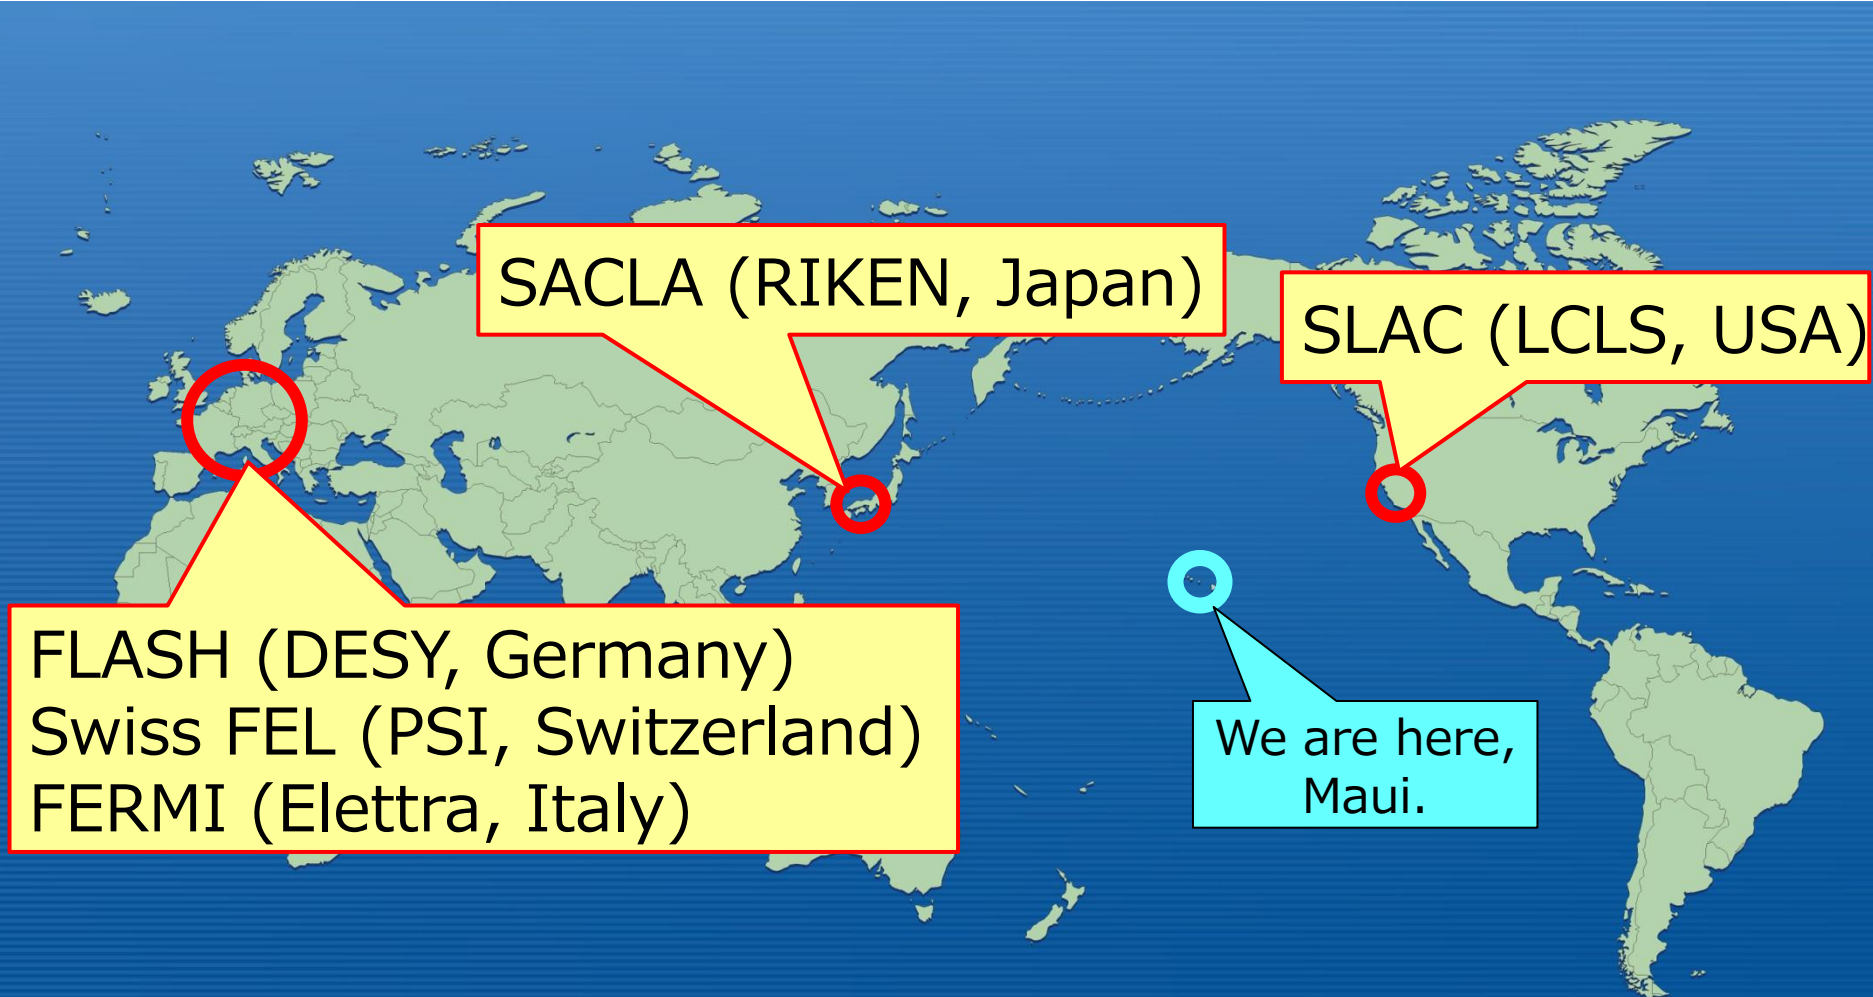 SACLA (RIKEN, Japan)
SLAC (LCLS, USA)
FLASH (DESY, Germany)
Swiss FEL (PSI, Switzerland)
FERMI (Elettra, Italy)
We are here,
Maui.